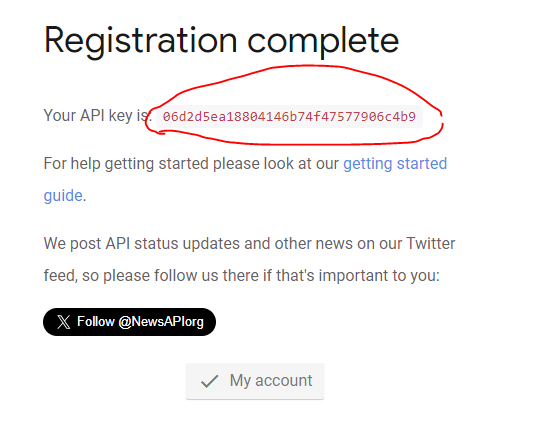 Registration complete
Your API key is: 06d2d5ea18804146b74f47577906c4b9
For help getting started please look at our getting started
guide.
We post API status updates and other news on our Twitter
feed, so please follow us there if that's important to you:
X Follow @NewsAPIorg
My account